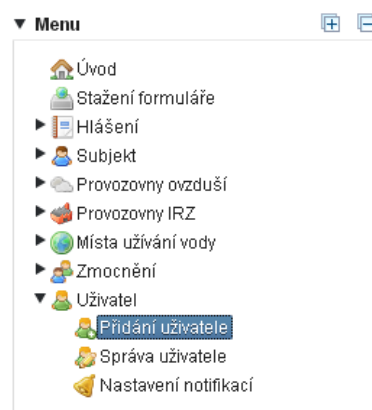 Menu
Úvod
Stažení formuláře
Hlášení
Subjekt
Provozovny ovzduší
Provozovny IRZ
Místa užívání vody
Zmocnění
Uživatel
Přidání uživatele
Správa uživatele
Nastavení notifikací